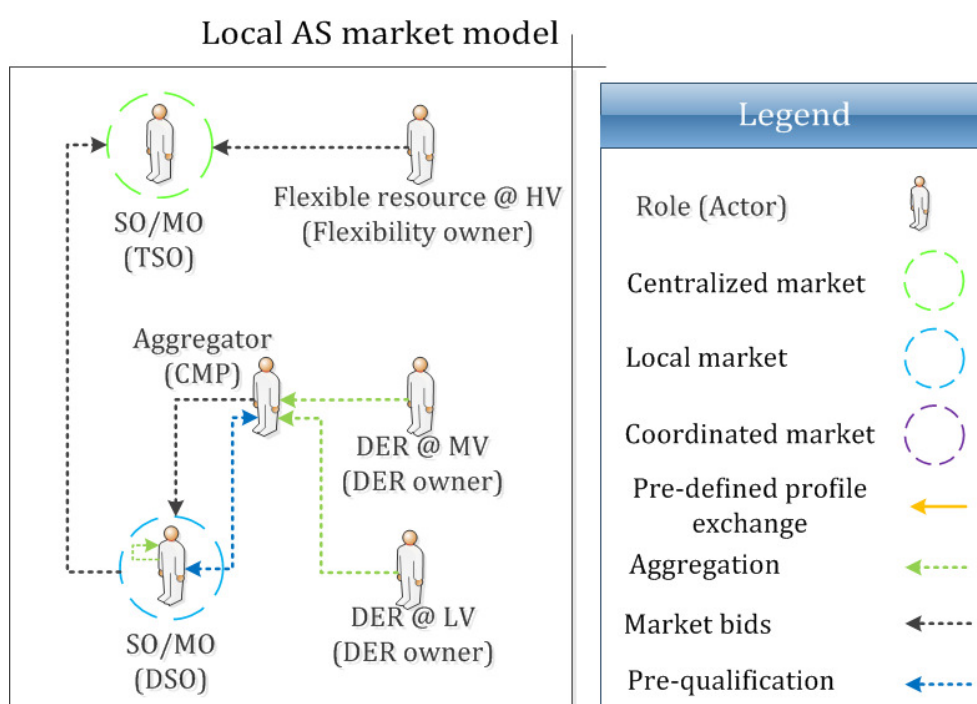 Local AS market model
SO/MO
(TSO)
Flexible resource @ HV
(Flexibility owner)
Aggregator
(CMP)
DER @ MV
(DER owner)
SO/MO
(DSO)
DER @ LV
(DER owner)
Legend
Role (Actor)
Centralized market
Local market
Coordinated market
Pre-defined profile
exchange
Aggregation
Market bids
Pre-qualification